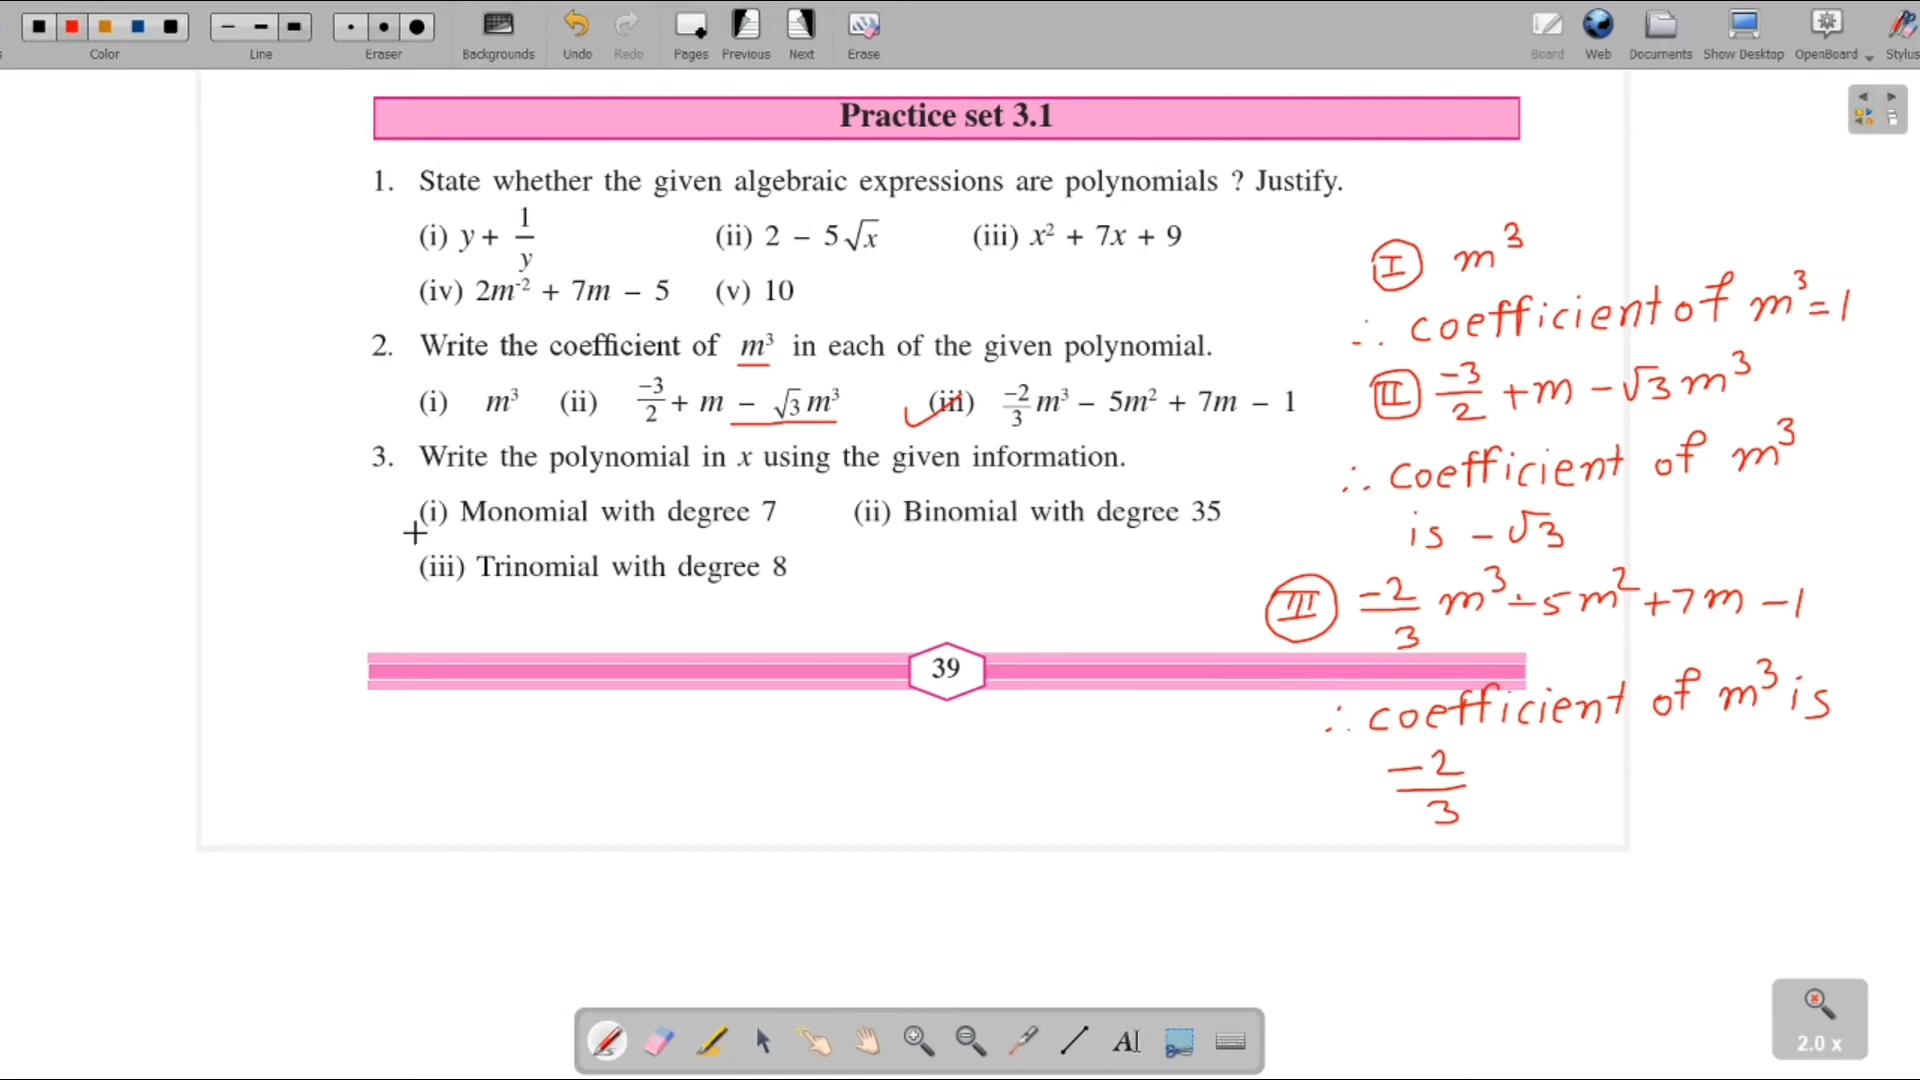 Color
Line
Eraser
Backgrounds
Undo
Redo
Pages
Previous
Next
Erase
Board
Web
Documents
Show Desktop
OpenBoard
Stylus
Practice set 3.1
1. State whether the given algebraic expressions are polynomials ? Justify.
(i) y + 1/y (ii) 2 – 5√x (iii) x² + 7x + 9
(iv) 2m⁻² + 7m – 5 (v) 10
2. Write the coefficient of m³ in each of the given polynomial.
(i) m³ (ii) –3/2 + m – √3m³ (iii) –2/3 m³ – 5m² + 7m – 1
3. Write the polynomial in x using the given information.
(i) Monomial with degree 7 (ii) Binomial with degree 35
(iii) Trinomial with degree 8
39
I m³
∴ coefficient of m³ = 1
II –3/2 + m – √3 m³
∴ coefficient of m³
is – √3
III –2/3 m³ – 5m² + 7m – 1
∴ coefficient of m³ is
–2/3
AI
2.0 x